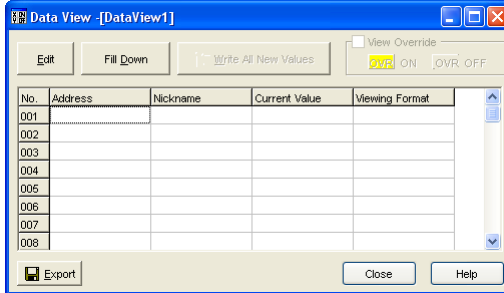 Data View -[DataView1]
View Override
Edit Fill Down Write All New Values OVR ON OVR OFF
No. Address Nickname Current Value Viewing Format
001
002
003
004
005
006
007
008
Export Close Help